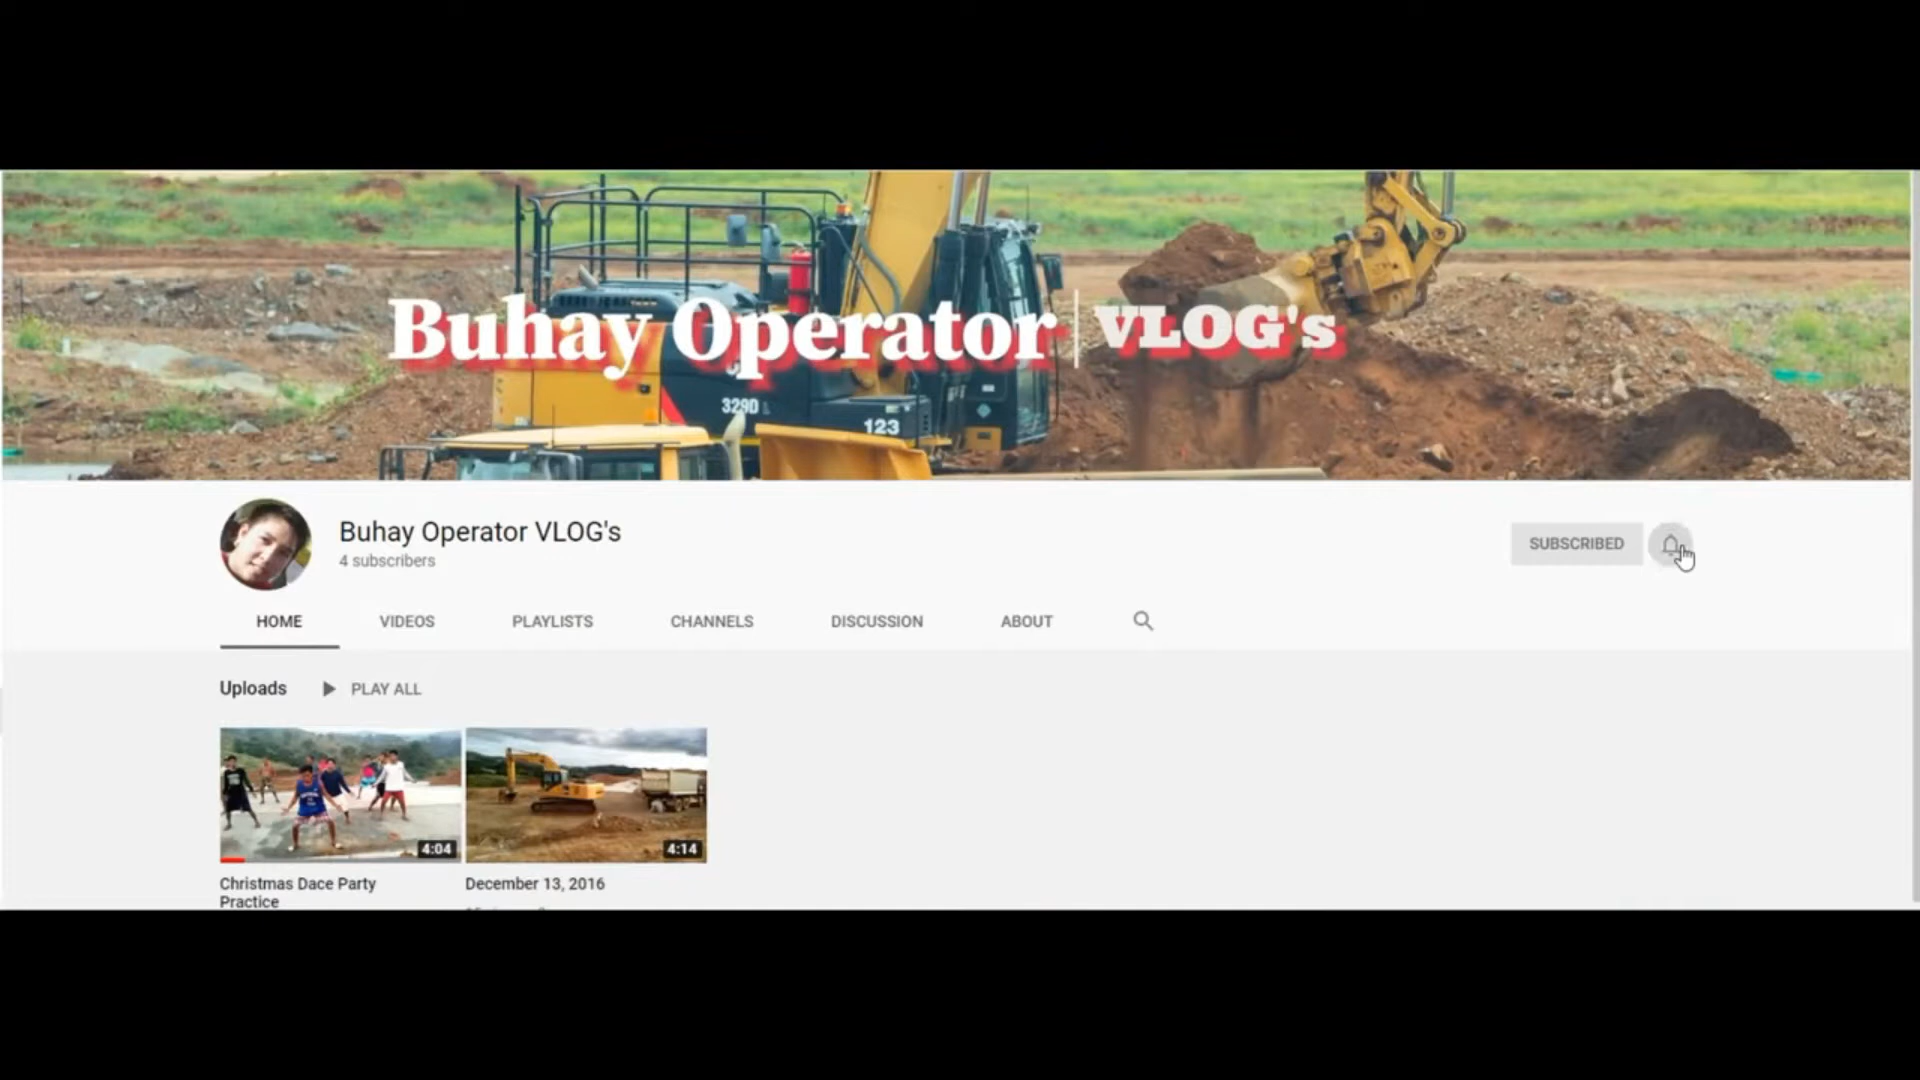 Buhay Operator VLOG's
329D L
123
Buhay Operator VLOG's
4 subscribers
SUBSCRIBED
HOME VIDEOS PLAYLISTS CHANNELS DISCUSSION ABOUT
Uploads PLAY ALL
4:04 4:14
Christmas Dace Party December 13, 2016
Practice